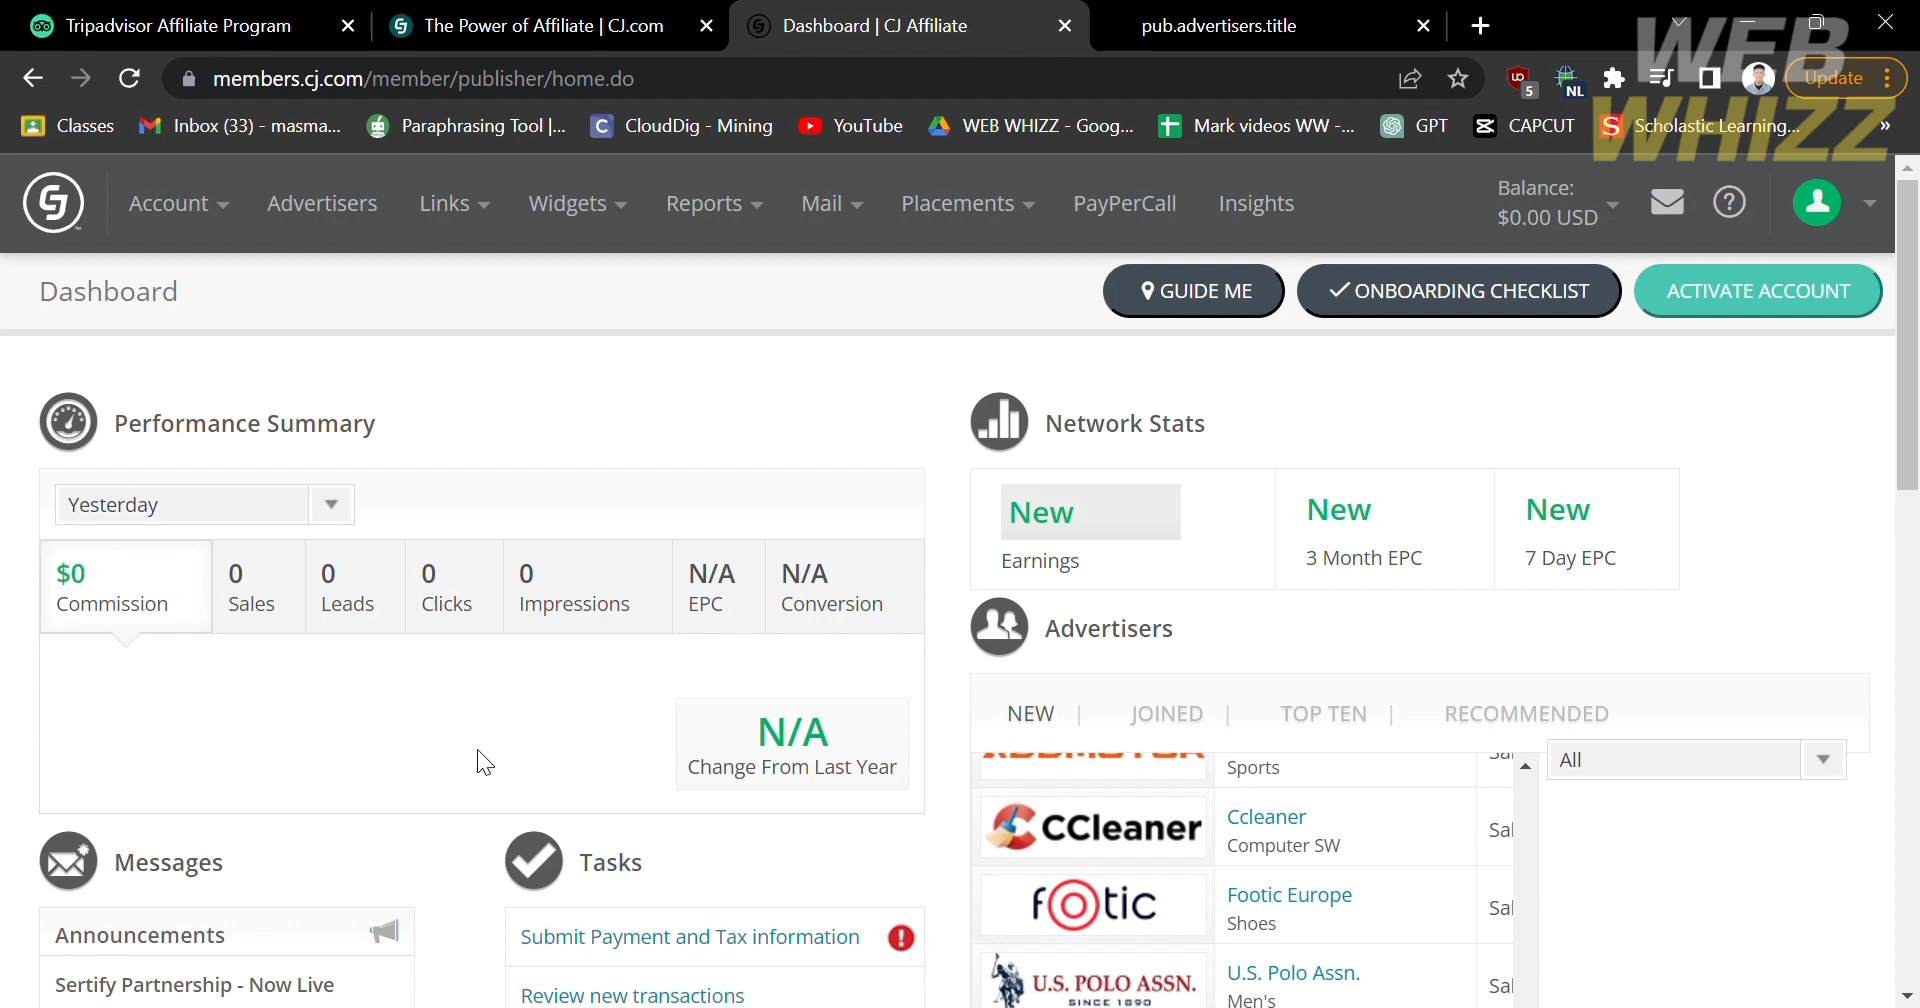 Tripadvisor Affiliate Program
The Power of Affiliate | CJ.com
Dashboard | CJ Affiliate
pub.advertisers.title
WEB
WHIZZ
members.cj.com/member/publisher/home.do
5
NL
Update
Classes
Inbox (33) - masma...
Paraphrasing Tool |...
CloudDig - Mining
YouTube
WEB WHIZZ - Goog...
Mark videos WW -...
GPT
CAPCUT
Scholastic Learning...
Account
Advertisers
Links
Widgets
Reports
Mail
Placements
PayPerCall
Insights
Balance:
$0.00 USD
Dashboard
GUIDE ME
ONBOARDING CHECKLIST
ACTIVATE ACCOUNT
Performance Summary
Yesterday
$0
Commission
0
Sales
0
Leads
0
Clicks
0
Impressions
N/A
EPC
N/A
Conversion
N/A
Change From Last Year
Network Stats
New
Earnings
New
3 Month EPC
New
7 Day EPC
Advertisers
NEW | JOINED | TOP TEN | RECOMMENDED
All
Sports
CCleaner
Ccleaner
Computer SW
Sal
fotic
Footic Europe
Shoes
Sal
U.S. POLO ASSN.
SINCE 1890
U.S. Polo Assn.
Men's
Sal
Messages
Announcements
Sertify Partnership - Now Live
Tasks
Submit Payment and Tax information
Review new transactions